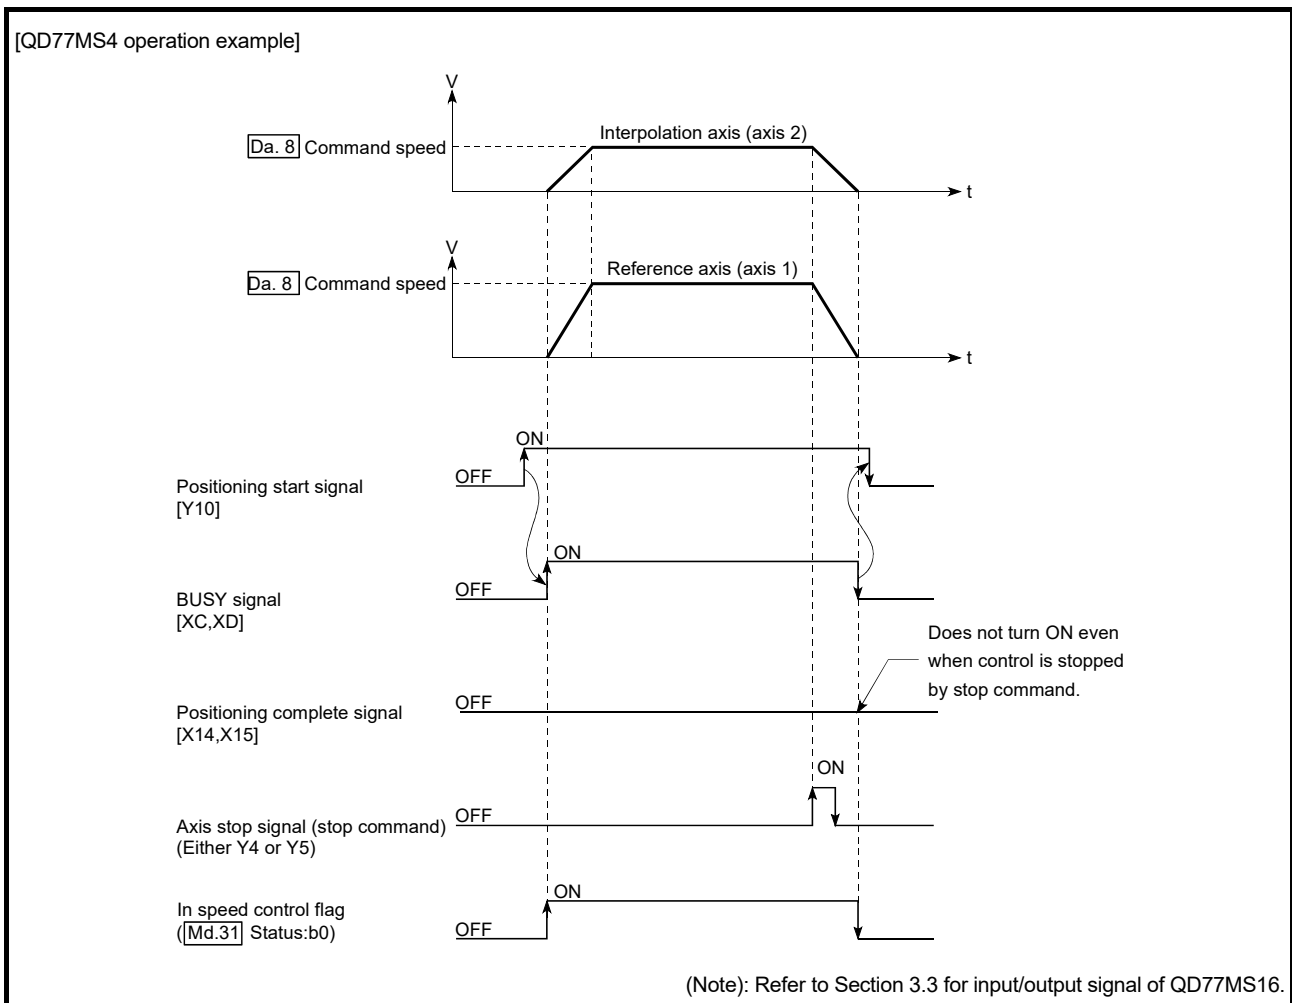 [QD77MS4 operation example]
V
Interpolation axis (axis 2)
Da. 8 Command speed
t
V
Reference axis (axis 1)
Da. 8 Command speed
t
ON
OFF
Positioning start signal
[Y10]
ON
OFF
BUSY signal
[XC,XD]
Does not turn ON even
when control is stopped
by stop command.
OFF
Positioning complete signal
[X14,X15]
ON
OFF
Axis stop signal (stop command)
(Either Y4 or Y5)
ON
In speed control flag
OFF
(Md.31 Status:b0)
(Note): Refer to Section 3.3 for input/output signal of QD77MS16.